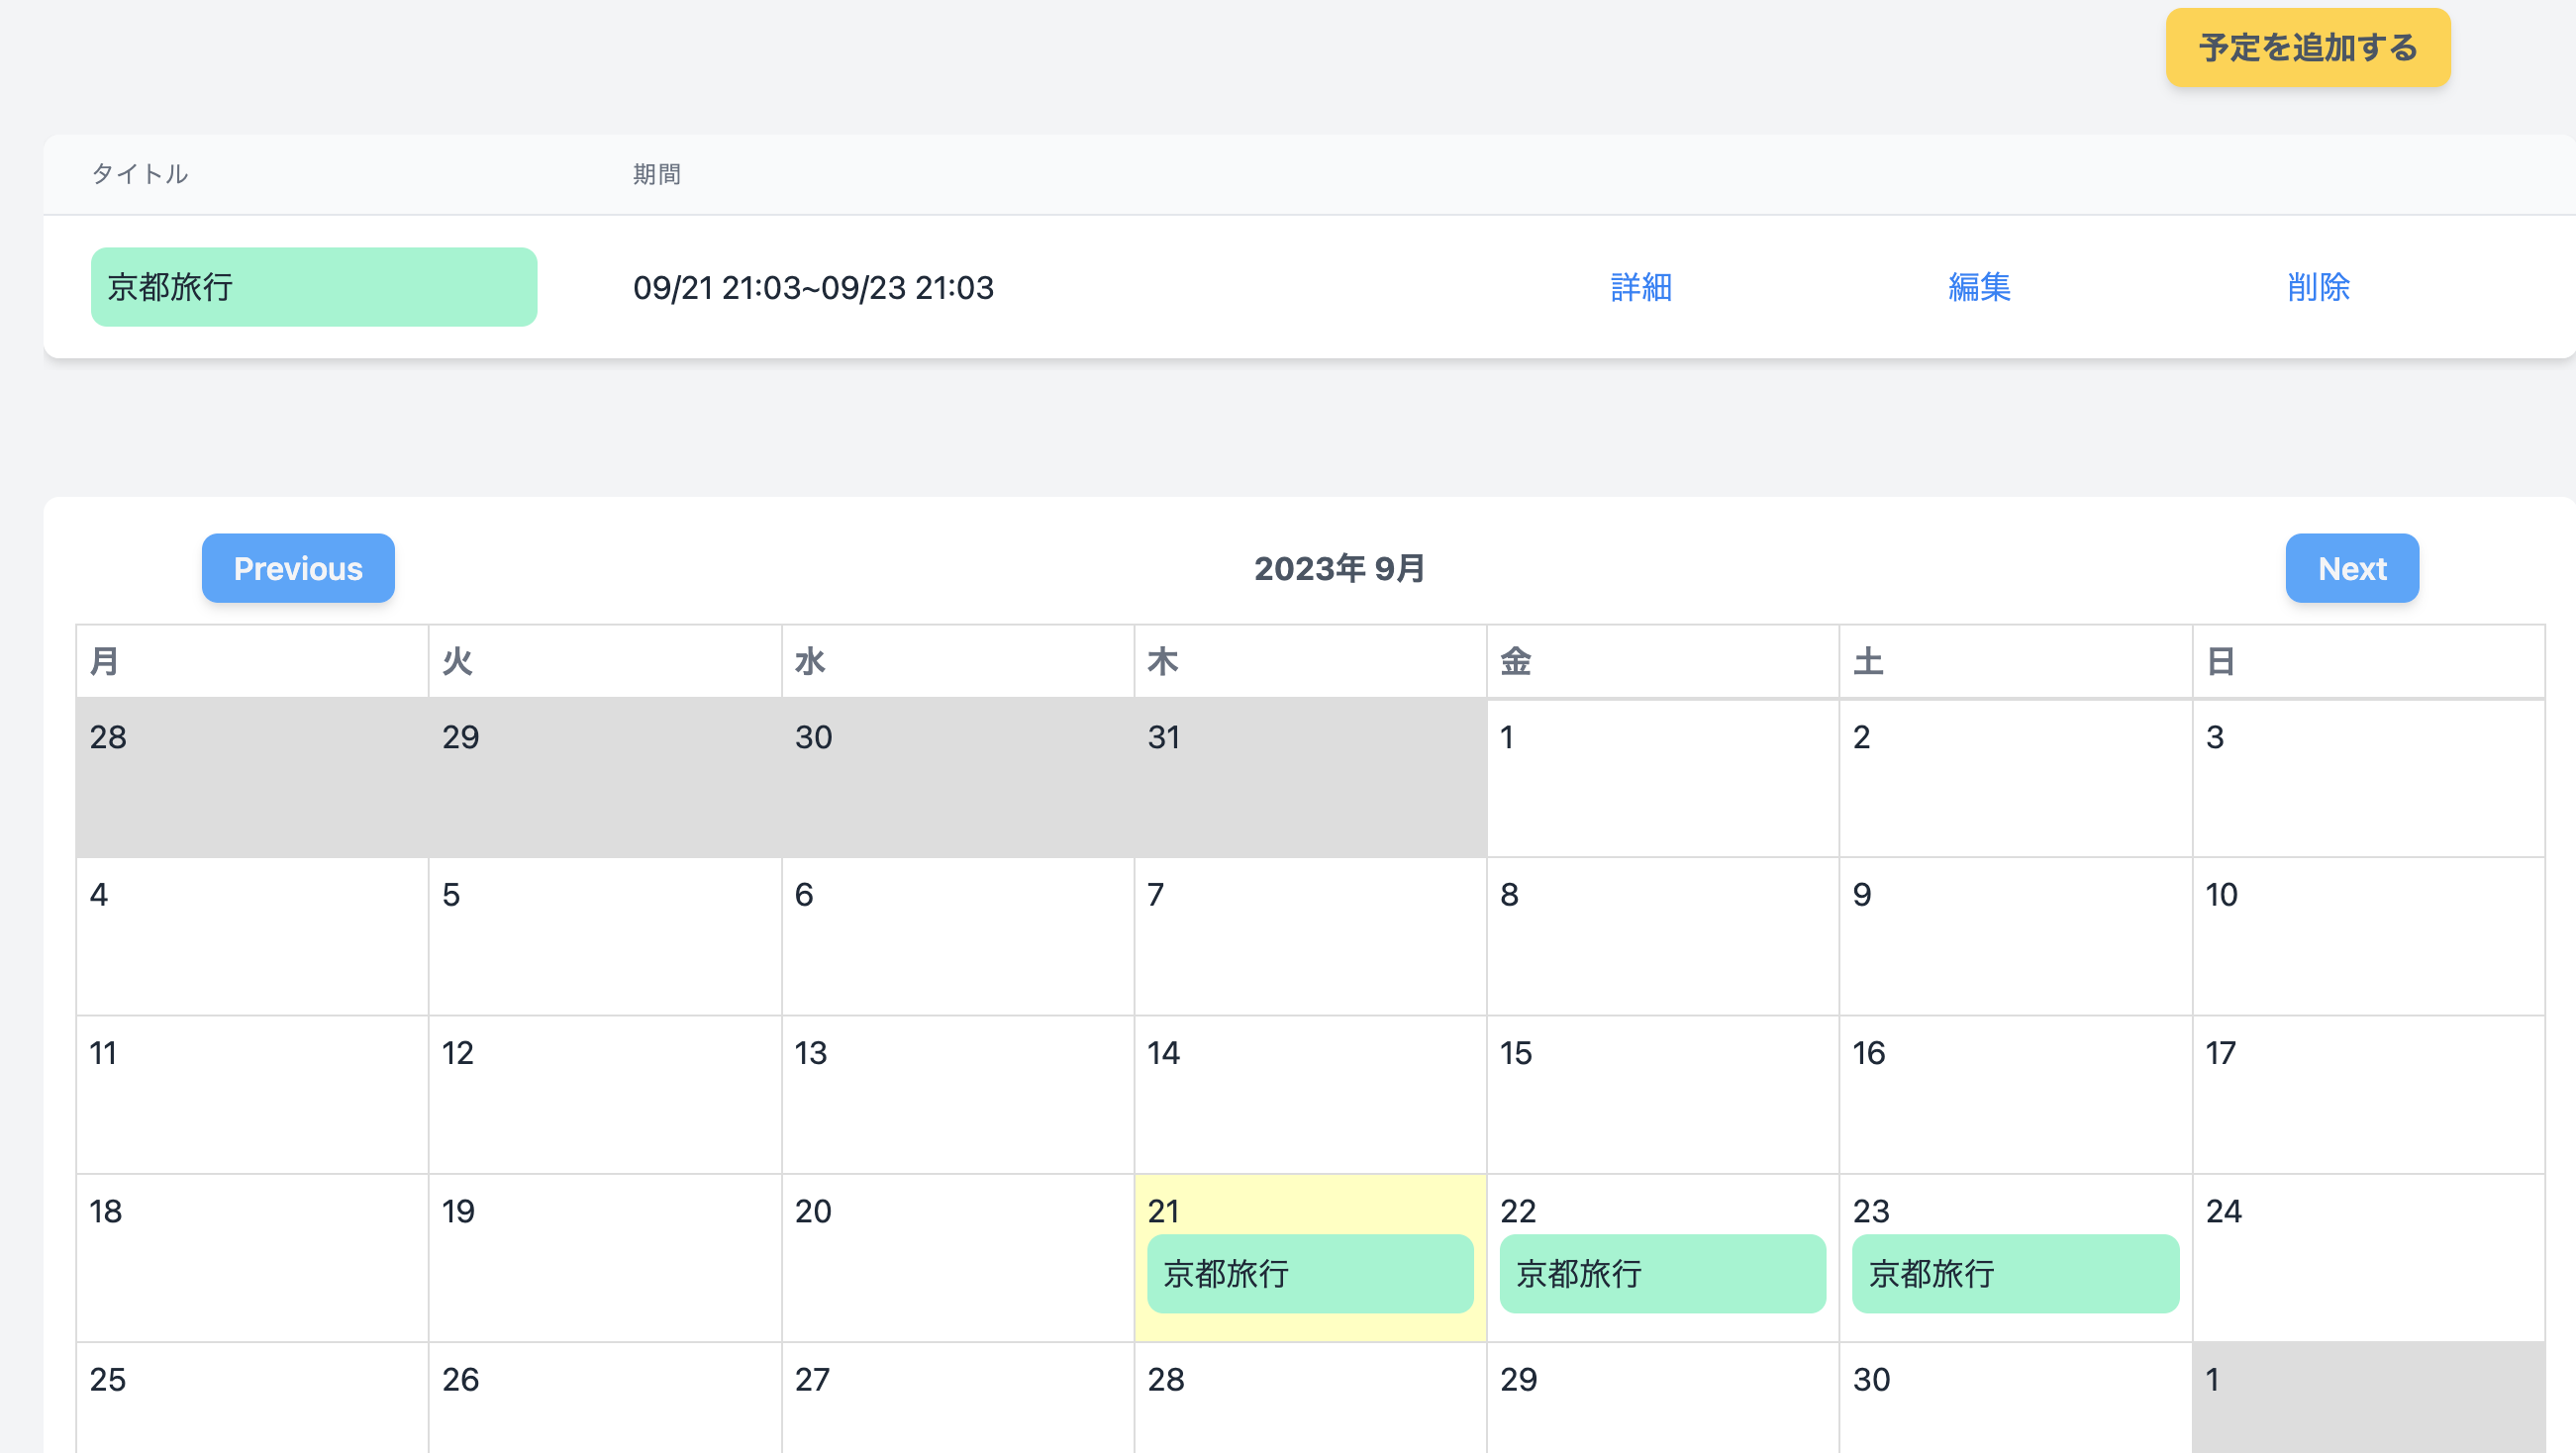 予定を追加する
タイトル 期間
京都旅行 09/21 21:03~09/23 21:03 詳細 編集 削除
Previous 2023年 9月 Next
月 火 水 木 金 土 日
28 29 30 31 1 2 3
4 5 6 7 8 9 10
11 12 13 14 15 16 17
18 19 20 21 22 23 24
京都旅行 京都旅行 京都旅行
25 26 27 28 29 30 1